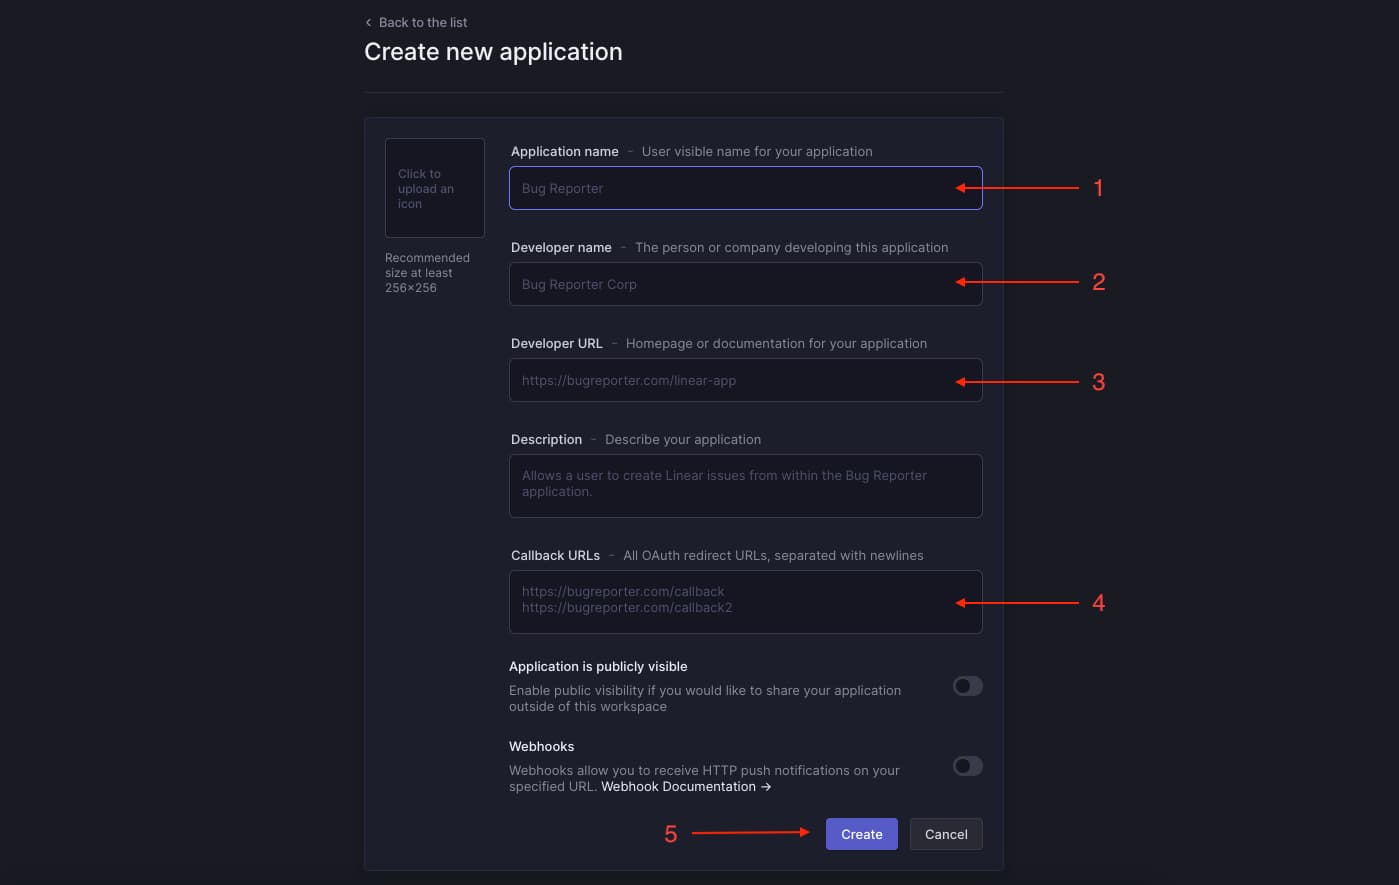 ‹ Back to the list
Create new application
Click to
upload an
icon
Recommended
size at least
256×256
Application name – User visible name for your application
Bug Reporter
1
Developer name – The person or company developing this application
Bug Reporter Corp
2
Developer URL – Homepage or documentation for your application
https://bugreporter.com/linear-app
3
Description – Describe your application
Allows a user to create Linear issues from within the Bug Reporter
application.
Callback URLs – All OAuth redirect URLs, separated with newlines
https://bugreporter.com/callback
https://bugreporter.com/callback2
4
Application is publicly visible
Enable public visibility if you would like to share your application
outside of this workspace
Webhooks
Webhooks allow you to receive HTTP push notifications on your
specified URL. Webhook Documentation →
5
Create
Cancel